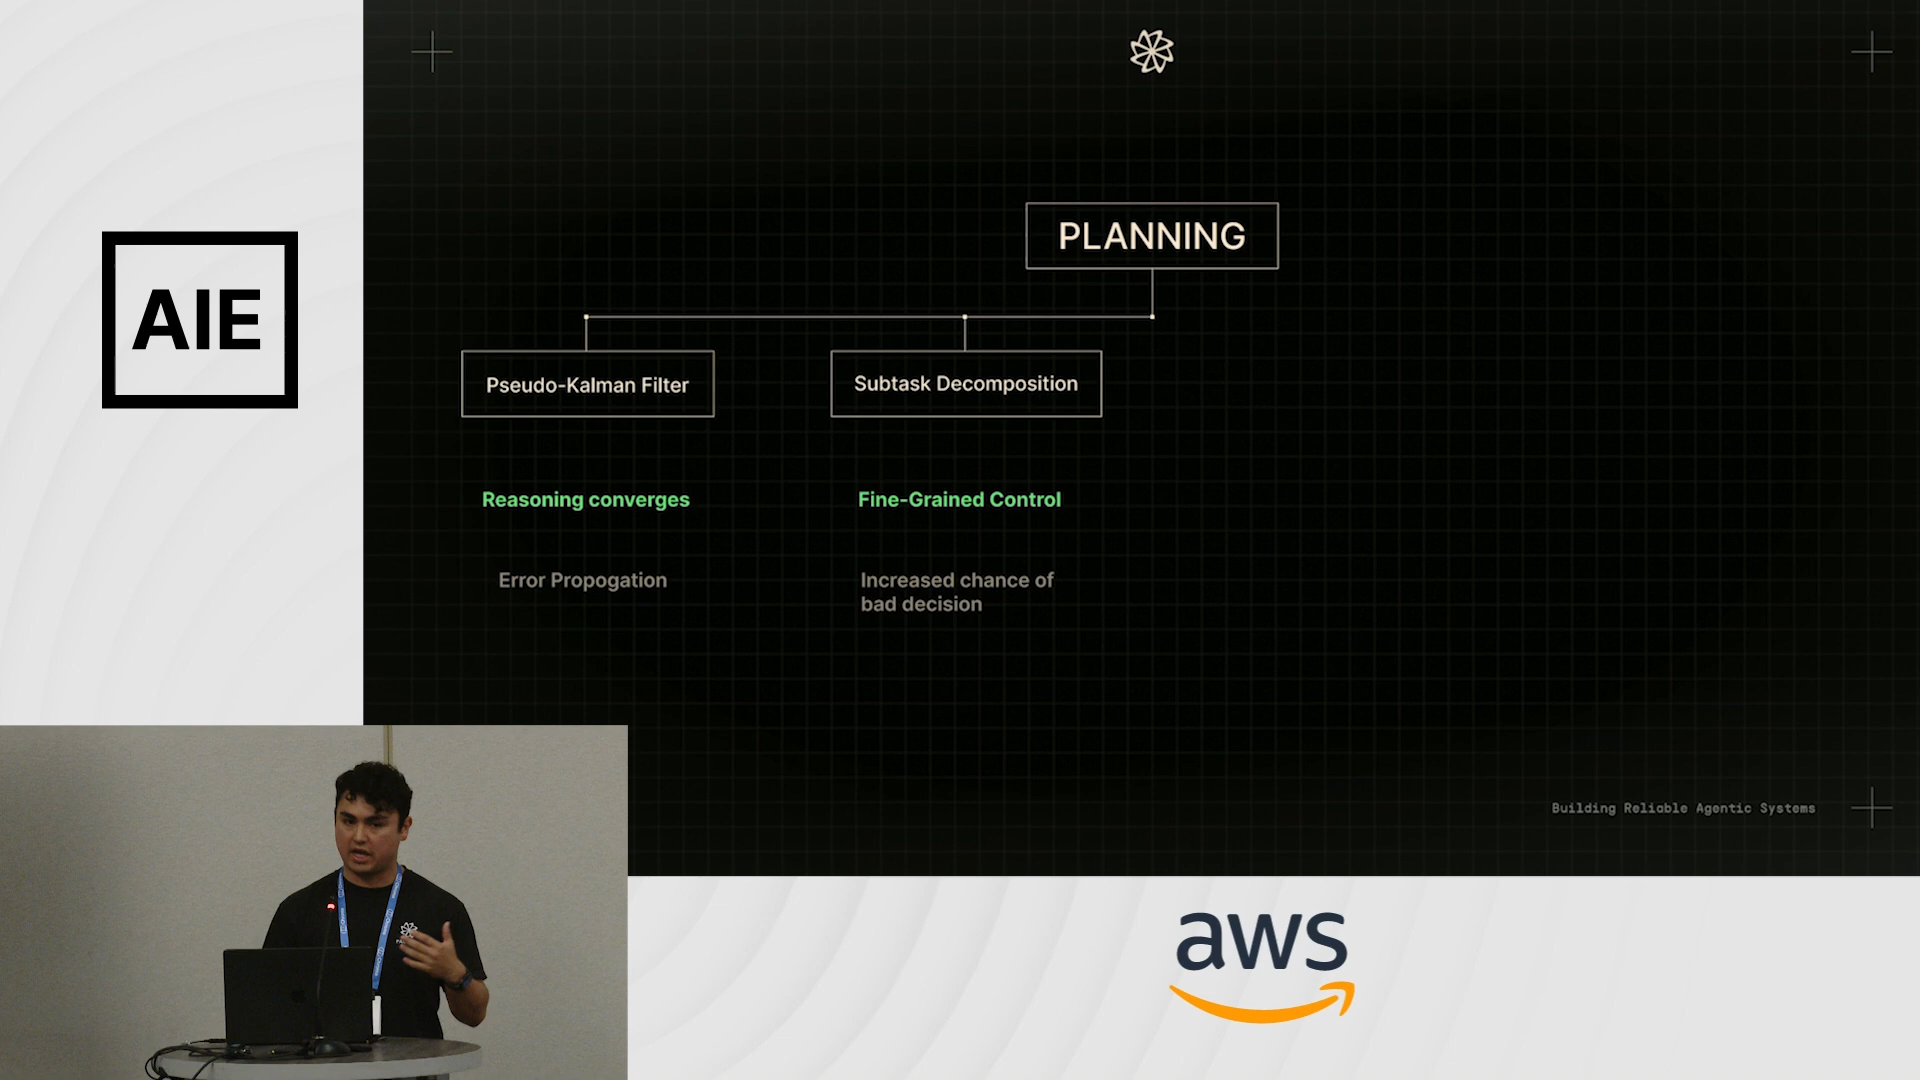 AIE
PLANNING
Pseudo-Kalman Filter
Subtask Decomposition
Reasoning converges
Fine-Grained Control
Error Propogation
Increased chance of
bad decision
Building Reliable Agentic Systems
aws